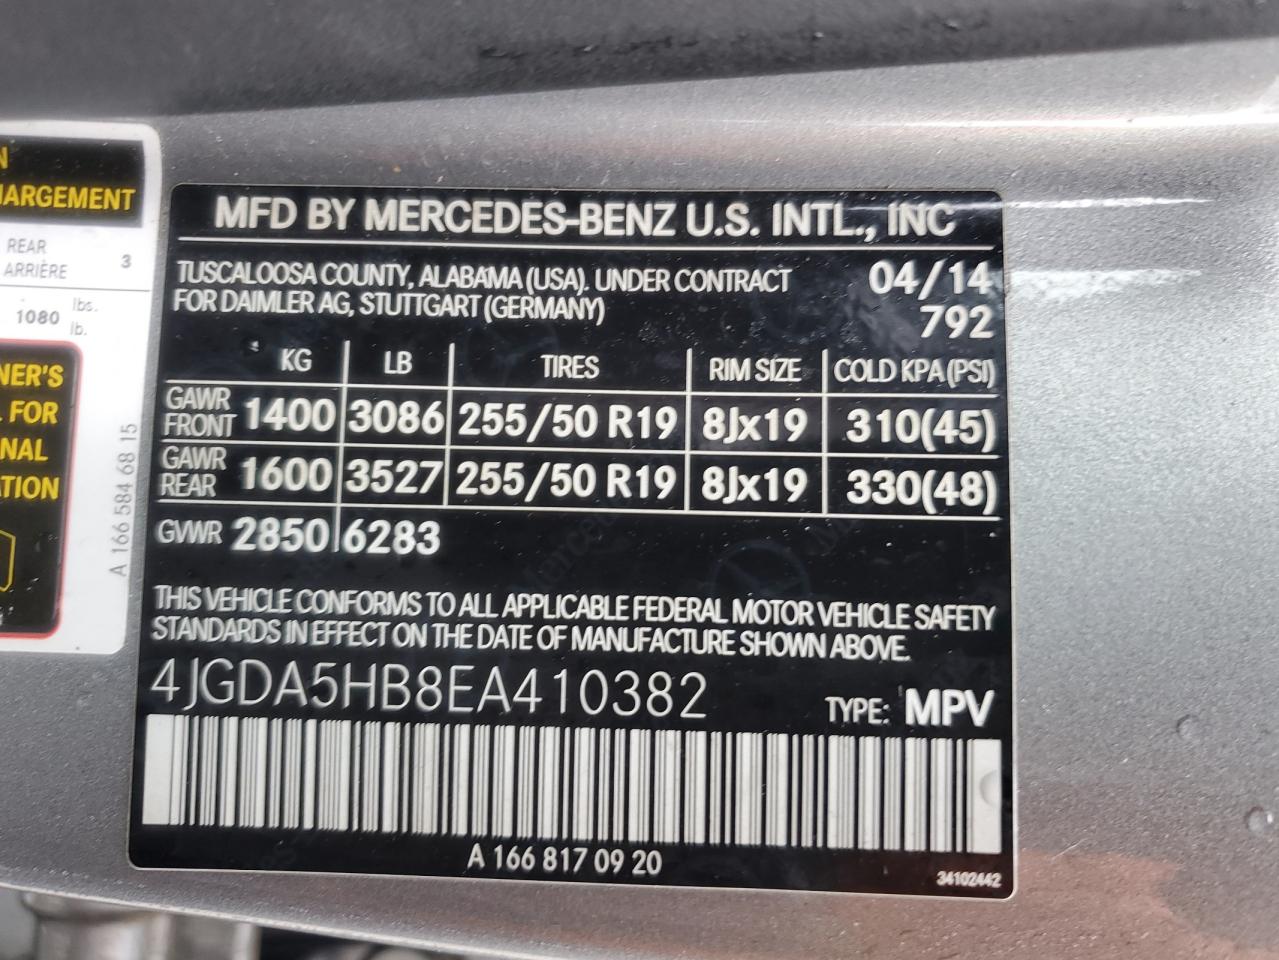 N
ARGEMENT
REAR
ARRIÈRE 3
1080 lbs.
lb.
NER'S
FOR
NAL
TION
A 166 584 68 15
MFD BY MERCEDES-BENZ U.S. INTL., INC
TUSCALOOSA COUNTY, ALABAMA (USA). UNDER CONTRACT 04/14
FOR DAIMLER AG, STUTTGART (GERMANY) 792
KG LB TIRES RIM SIZE COLD KPA (PSI)
GAWR FRONT 1400 3086 255/50 R19 8Jx19 310(45)
GAWR REAR 1600 3527 255/50 R19 8Jx19 330(48)
GVWR 2850 6283
THIS VEHICLE CONFORMS TO ALL APPLICABLE FEDERAL MOTOR VEHICLE SAFETY
STANDARDS IN EFFECT ON THE DATE OF MANUFACTURE SHOWN ABOVE.
4JGDA5HB8EA410382 TYPE: MPV
A 166 817 09 20
34102442